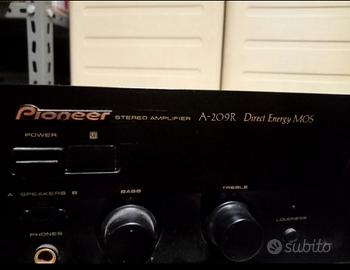 Pioneer STEREO AMPLIFIER A-209R Direct Energy MOS
POWER
A SPEAKERS B BASS TREBLE
LOUDNESS
PHONES
subito